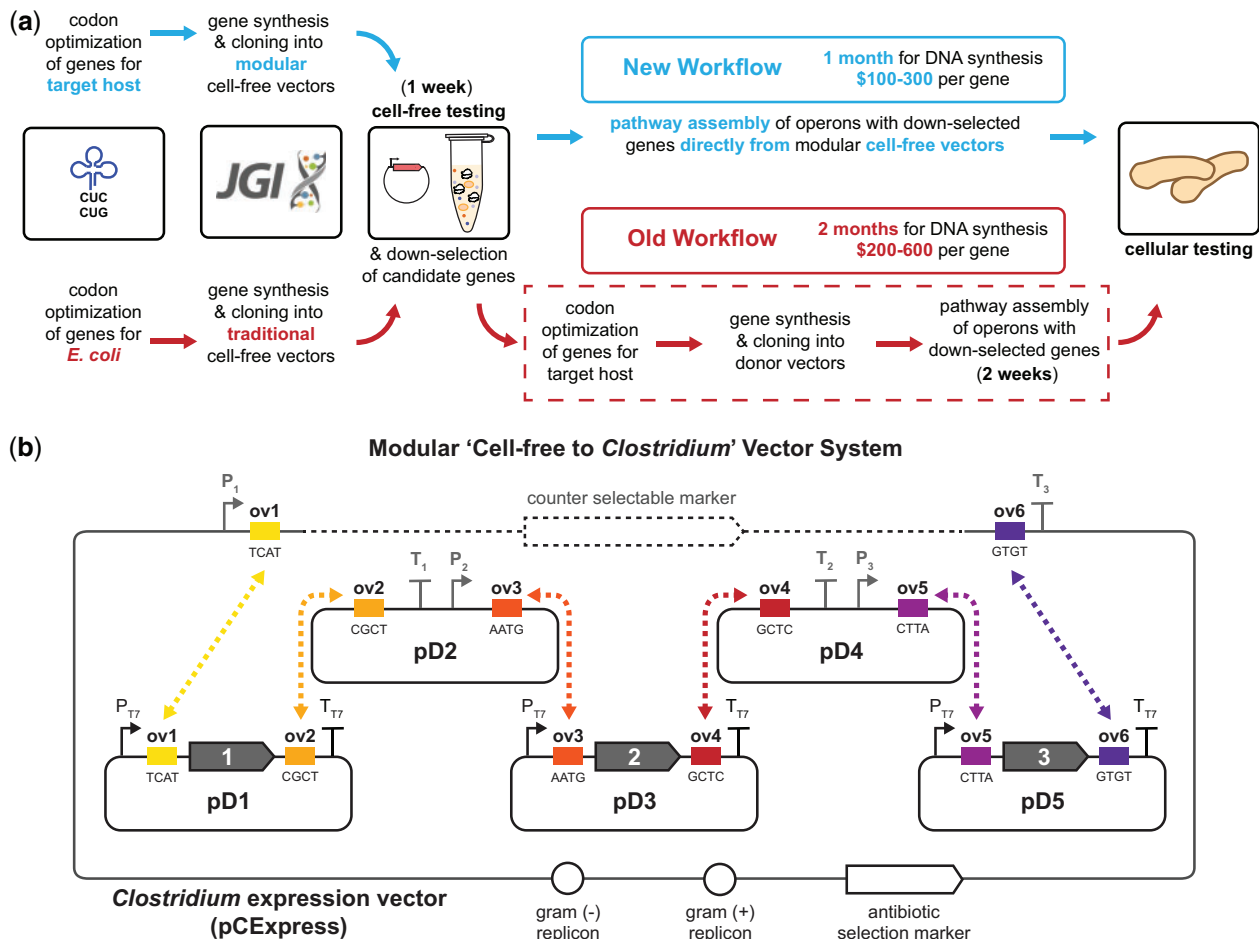 (a)
codon
optimization
of genes for
target host
gene synthesis
& cloning into
modular
cell-free vectors
(1 week)
cell-free testing
New Workflow
1 month for DNA synthesis
$100-300 per gene
pathway assembly of operons with down-selected
genes directly from modular cell-free vectors
CUC
CUG
JGI
& down-selection
of candidate genes
Old Workflow
2 months for DNA synthesis
$200-600 per gene
cellular testing
codon
optimization
of genes for
E. coli
gene synthesis
& cloning into
traditional
cell-free vectors
codon
optimization
of genes for
target host
gene synthesis
& cloning into
donor vectors
pathway assembly
of operons with
down-selected genes
(2 weeks)
(b)
Modular 'Cell-free to Clostridium' Vector System
P1
ov1
TCAT
counter selectable marker
ov6
GTGT
T3
ov2
CGCT
T1
P2
ov3
AATG
pD2
ov4
GCTC
T2
P3
ov5
CTTA
pD4
PT7
ov1
TCAT
1
ov2
CGCT
TT7
pD1
PT7
ov3
AATG
2
ov4
GCTC
TT7
pD3
PT7
ov5
CTTA
3
ov6
GTGT
TT7
pD5
Clostridium expression vector
(pCExpress)
gram (-)
replicon
gram (+)
replicon
antibiotic
selection marker